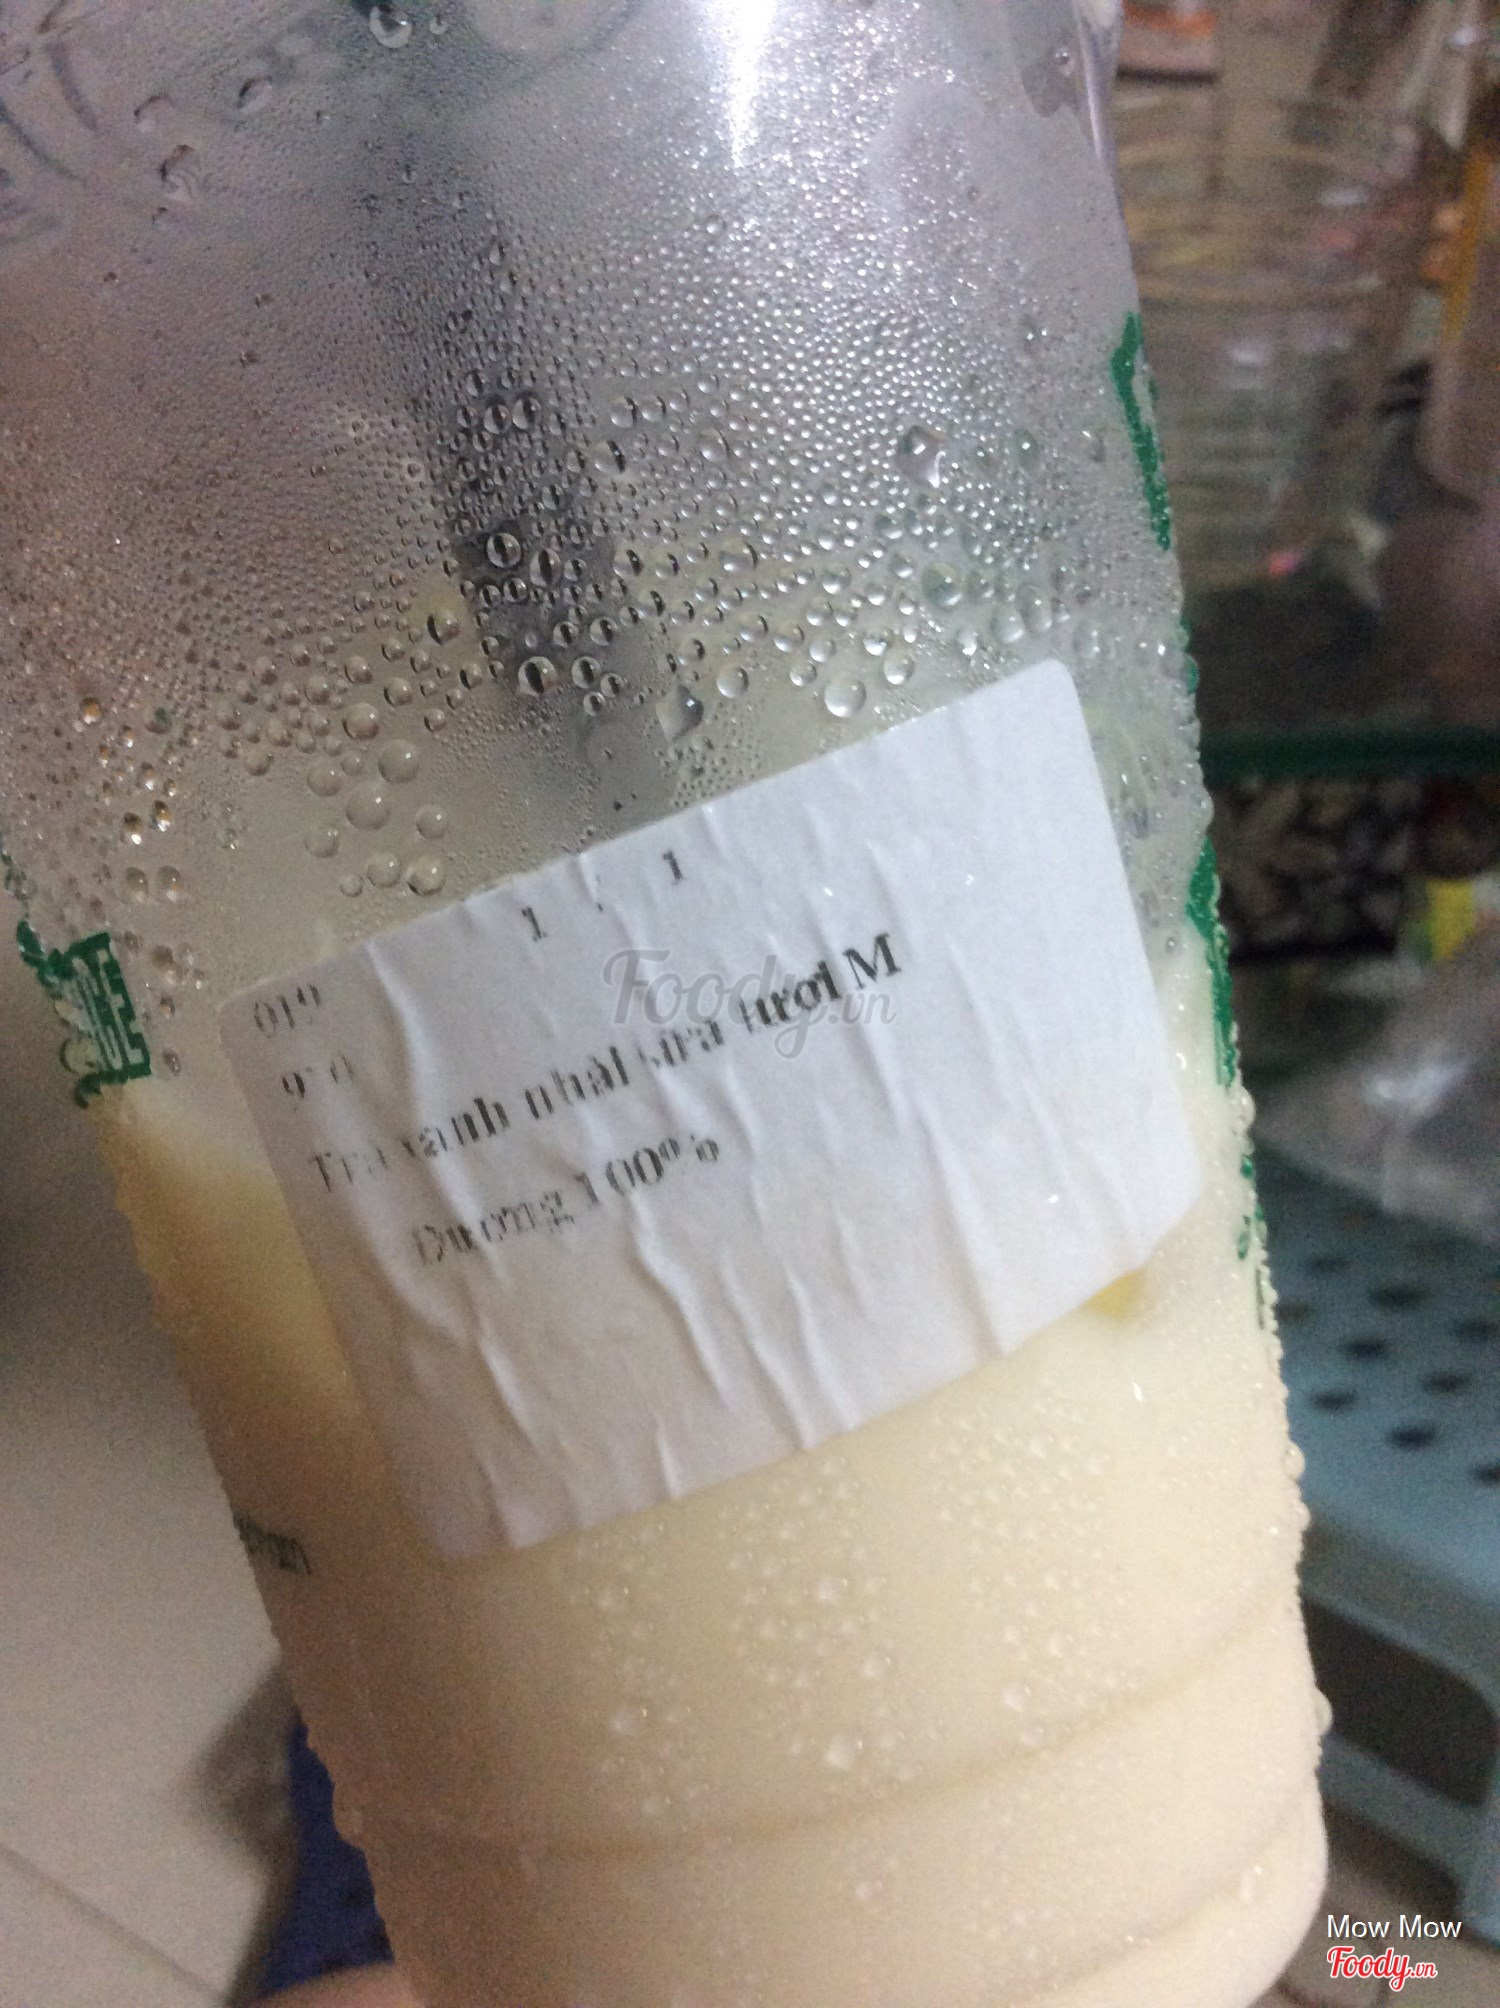 1 1
019
Trà xanh nhài sữa tươi M
Đường 100%
Foody.vn
Mow Mow
Foody.vn